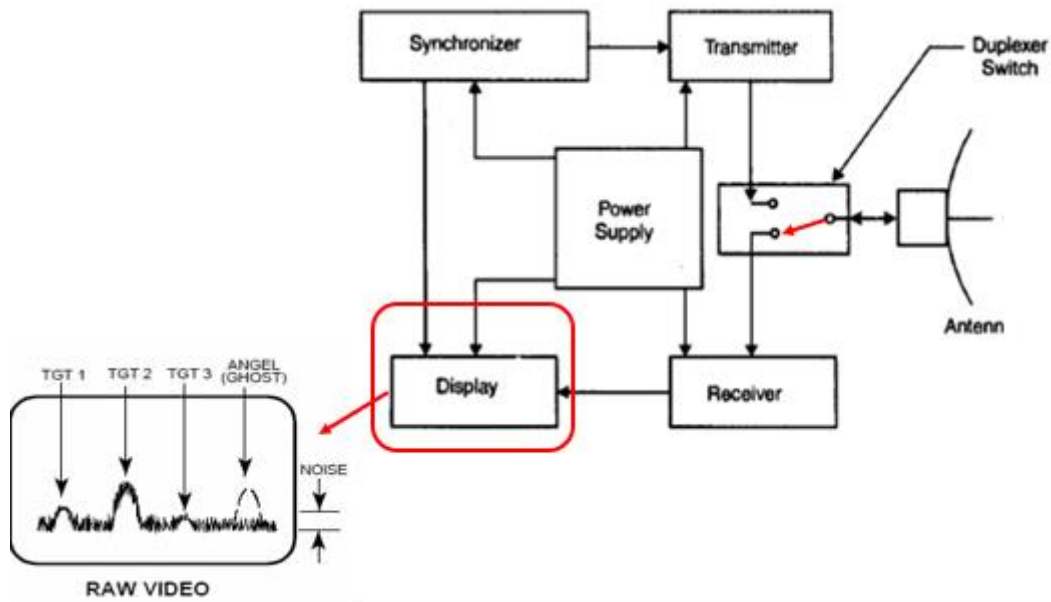 Synchronizer
Transmitter
Duplexer
Switch
Power
Supply
Antenn
Display
Receiver
TGT 1
TGT 2
TGT 3
ANGEL
(GHOST)
NOISE
RAW VIDEO